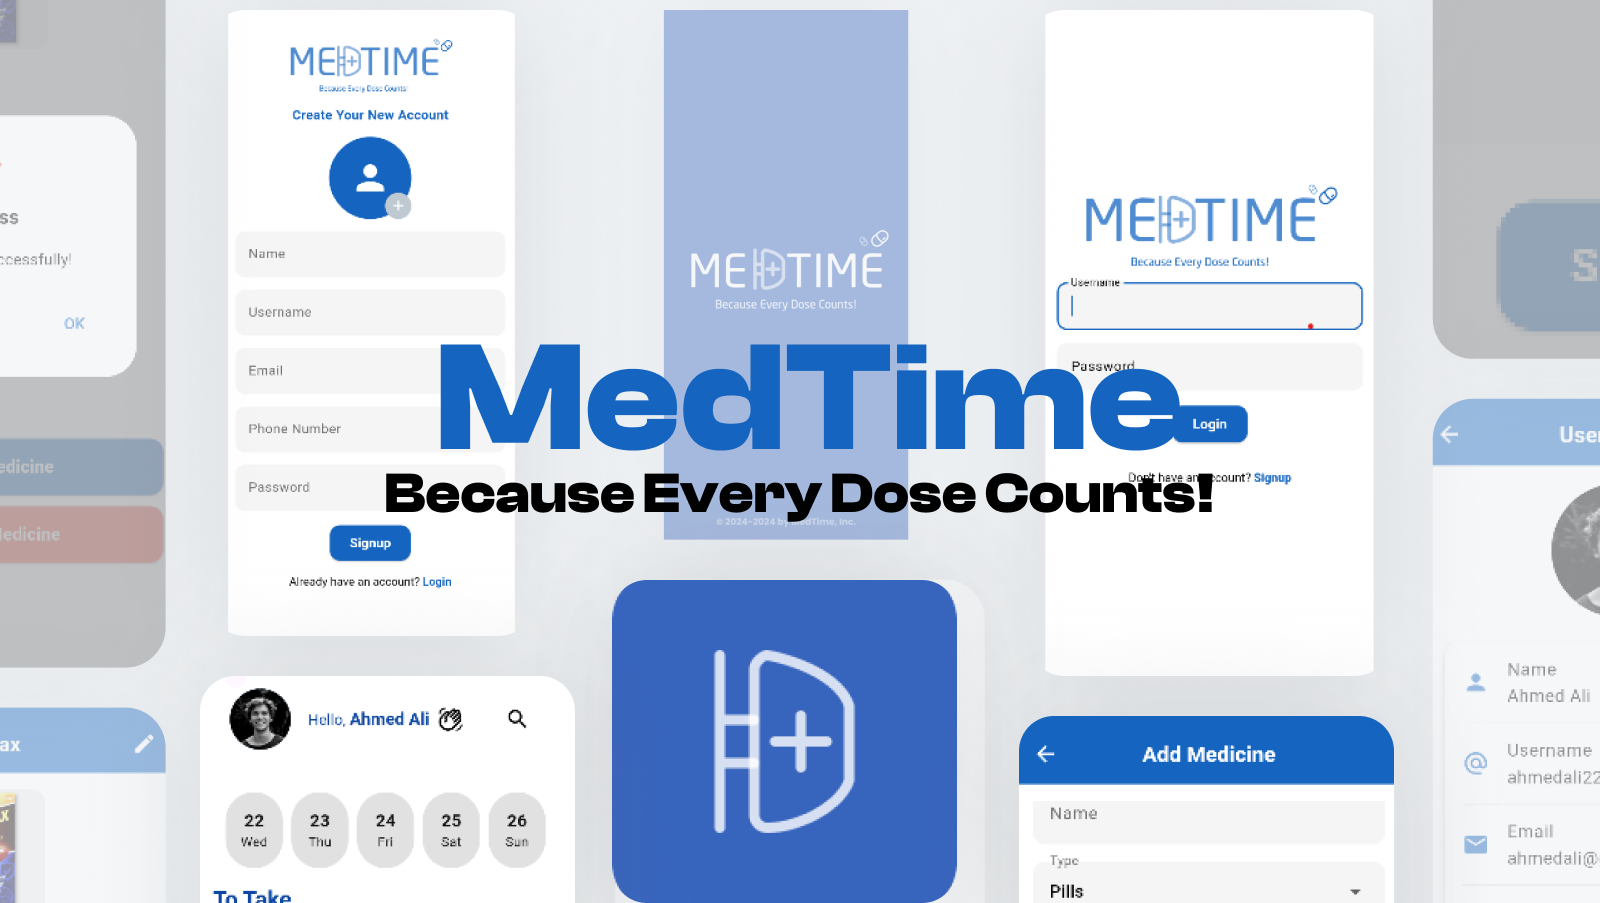 ss
ccessfully!
OK
edicine
Medicine
ax
MEDTIME
Because Every Dose Counts!
Create Your New Account
Name
Username
Email
Phone Number
Password
Signup
Already have an account? Login
Hello, Ahmed Ali
22
Wed
23
Thu
24
Fri
25
Sat
26
Sun
To Take
MEDTIME
Because Every Dose Counts!
© 2024-2024 by MedTime, Inc.
MedTime
Because Every Dose Counts!
MEDTIME
Because Every Dose Counts!
Username
Password
Login
Don't have an account? Signup
Add Medicine
Name
Type
Pills
S
User
Name
Ahmed Ali
Username
ahmedali22
Email
ahmedali@